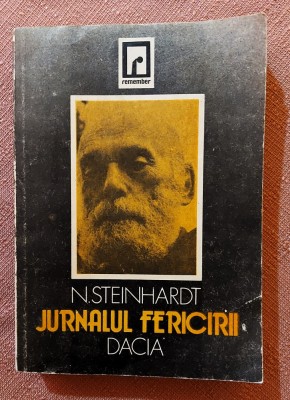 remember
N. STEINHARDT
JURNALUL FERICIRII
DACIA